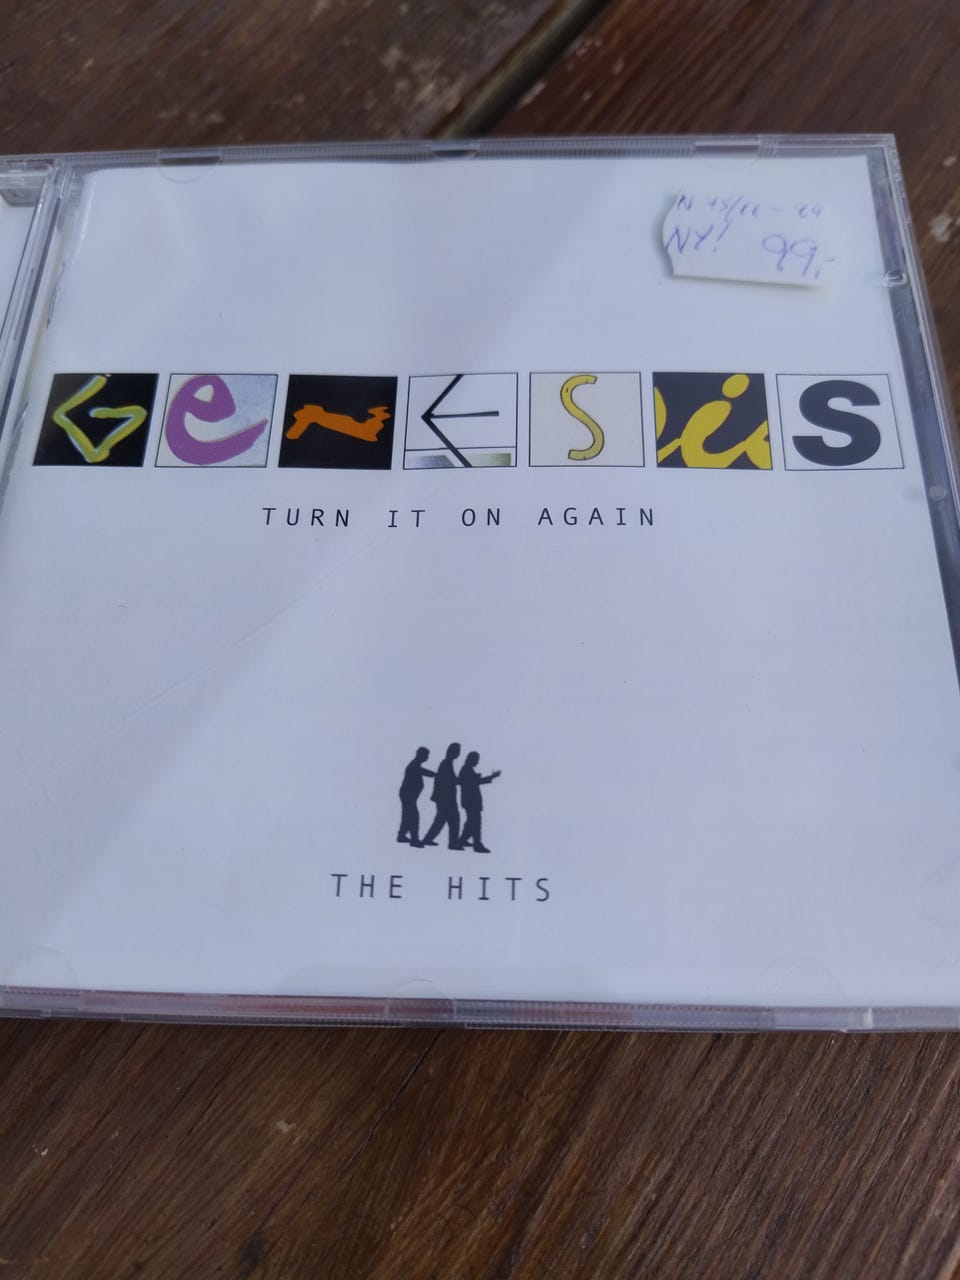 NY! 99,-
Genesis
TURN IT ON AGAIN
THE HITS